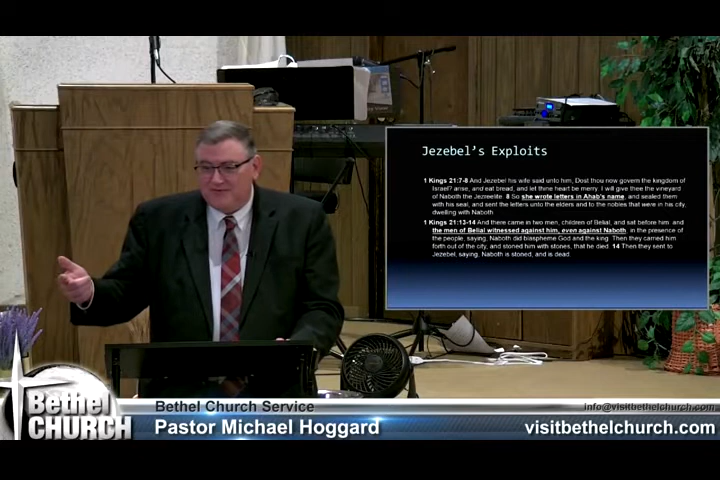 Jezebel's Exploits
1 Kings 21:7-8 And Jezebel his wife said unto him, Dost thou now govern the kingdom of
Israel? arise, and eat bread, and let thine heart be merry. I will give thee the vineyard
of Naboth the Jezreelite. 8 So she wrote letters in Ahab's name, and sealed them
with his seal, and sent the letters unto the elders and to the nobles that were in his city,
dwelling with Naboth
1 Kings 21:13-14 And there came in two men, children of Belial, and sat before him: and
the men of Belial witnessed against him, even against Naboth, in the presence of
the people, saying, Naboth did blaspheme God and the king. Then they carried him
forth out of the city, and stoned him with stones, that he died. 14 Then they sent to
Jezebel, saying, Naboth is stoned, and is dead.
Bethel
CHURCH
Bethel Church Service
info@visitbethelchurch.com
Pastor Michael Hoggard
visitbethelchurch.com